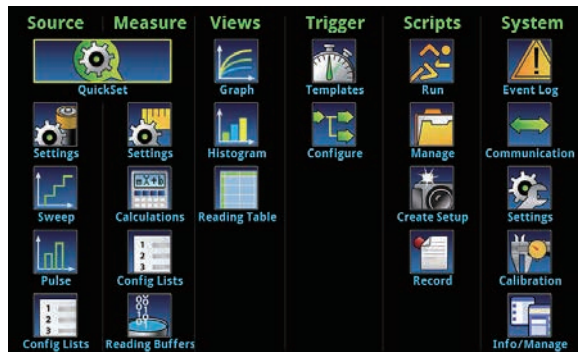 Source Measure Views Trigger Scripts System
QuickSet Graph Templates Run Event Log
Settings Settings Histogram Configure Manage Communication
Sweep Calculations Reading Table Create Setup Settings
Pulse Config Lists Record Calibration
Config Lists Reading Buffers Info/Manage